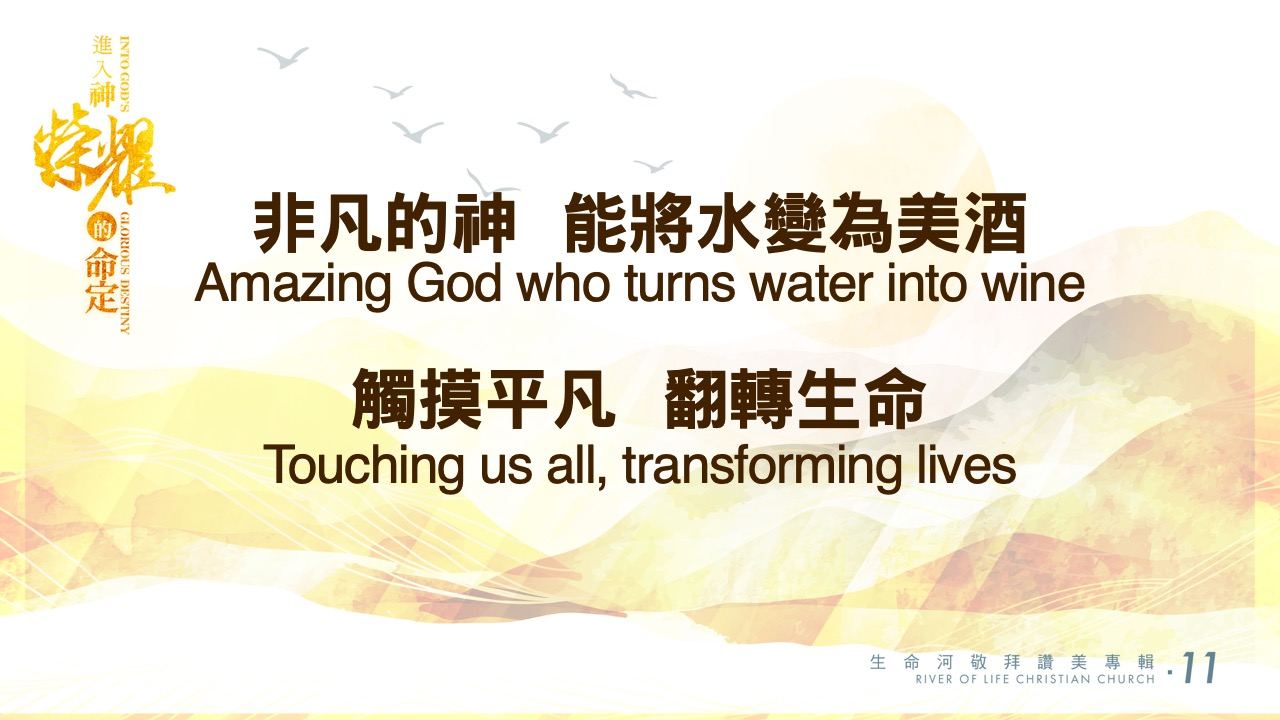 進入神
榮耀
的
命定
INTO GOD'S
GLORIOUS DESTINY
非凡的神 能將水變為美酒
Amazing God who turns water into wine
觸摸平凡 翻轉生命
Touching us all, transforming lives
生命河敬拜讚美專輯
RIVER OF LIFE CHRISTIAN CHURCH
·11